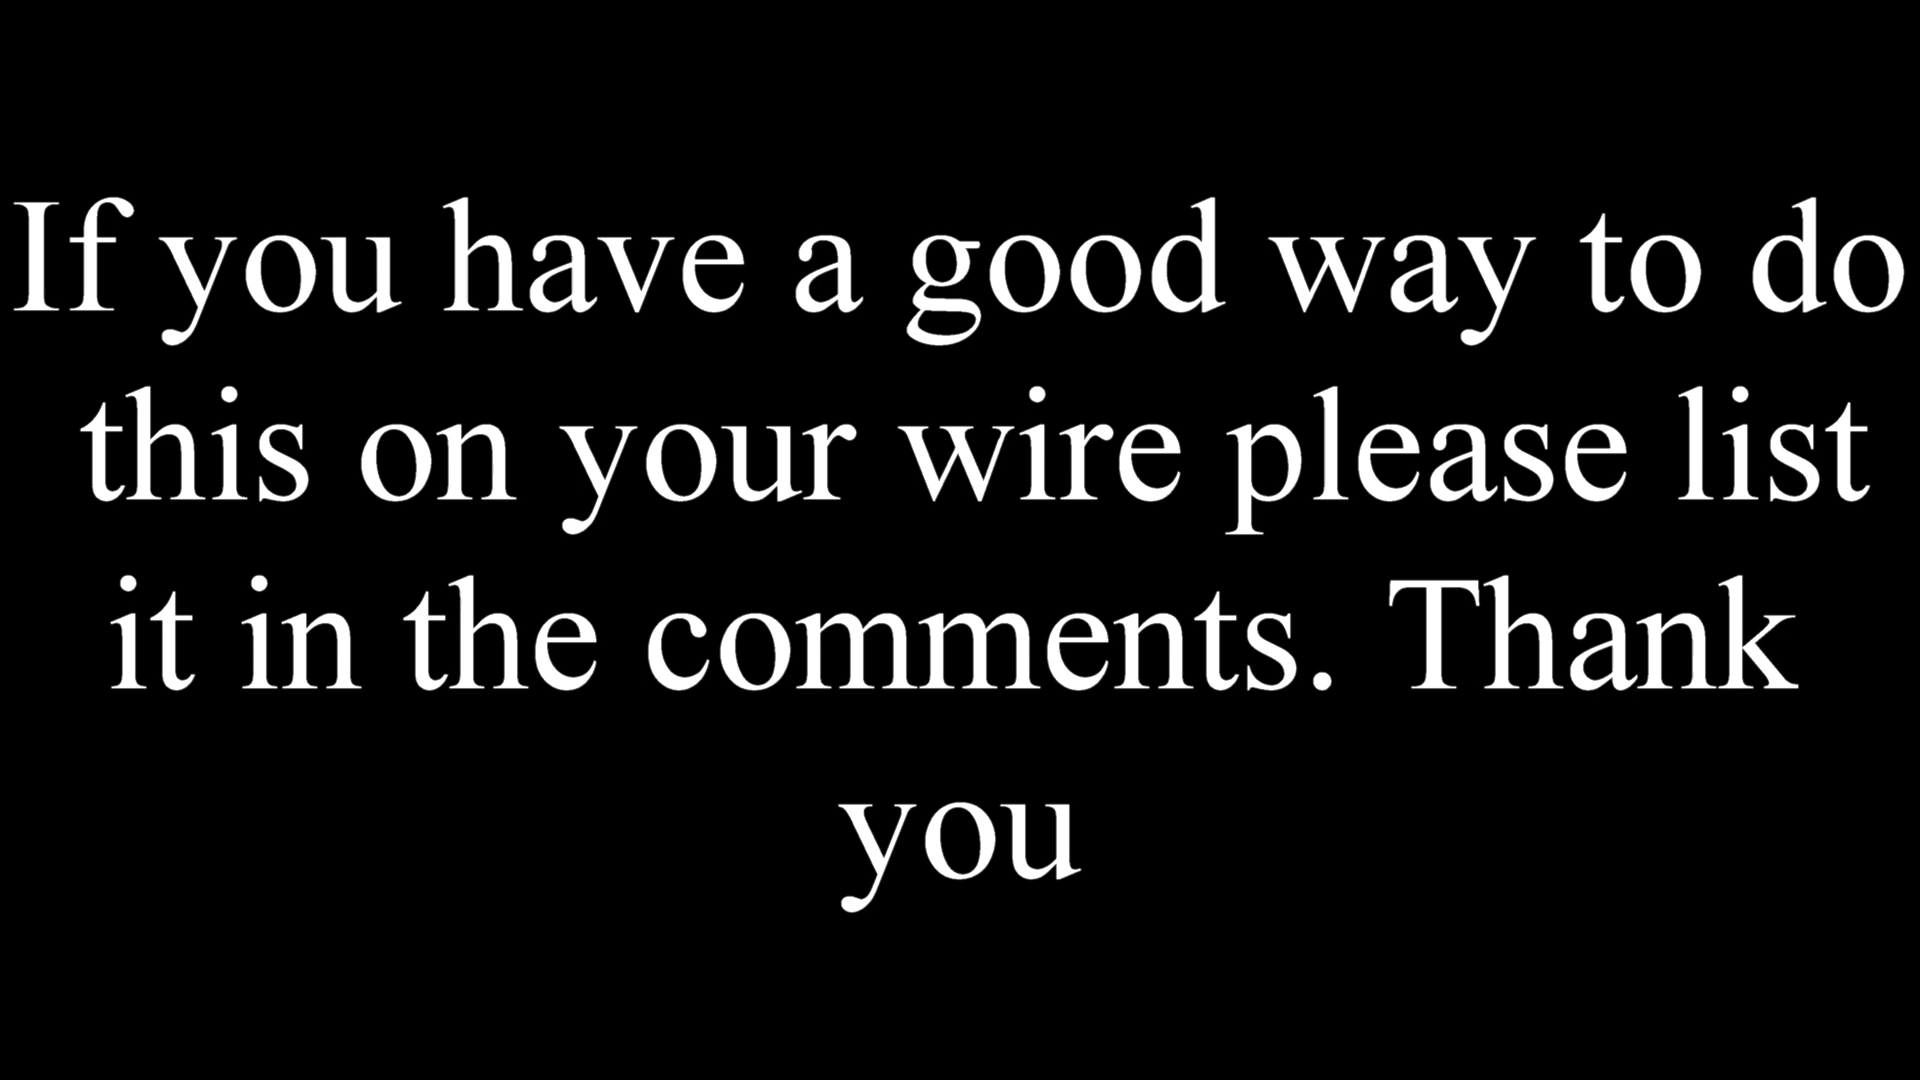 If you have a good way to do
this on your wire please list
it in the comments. Thank
you